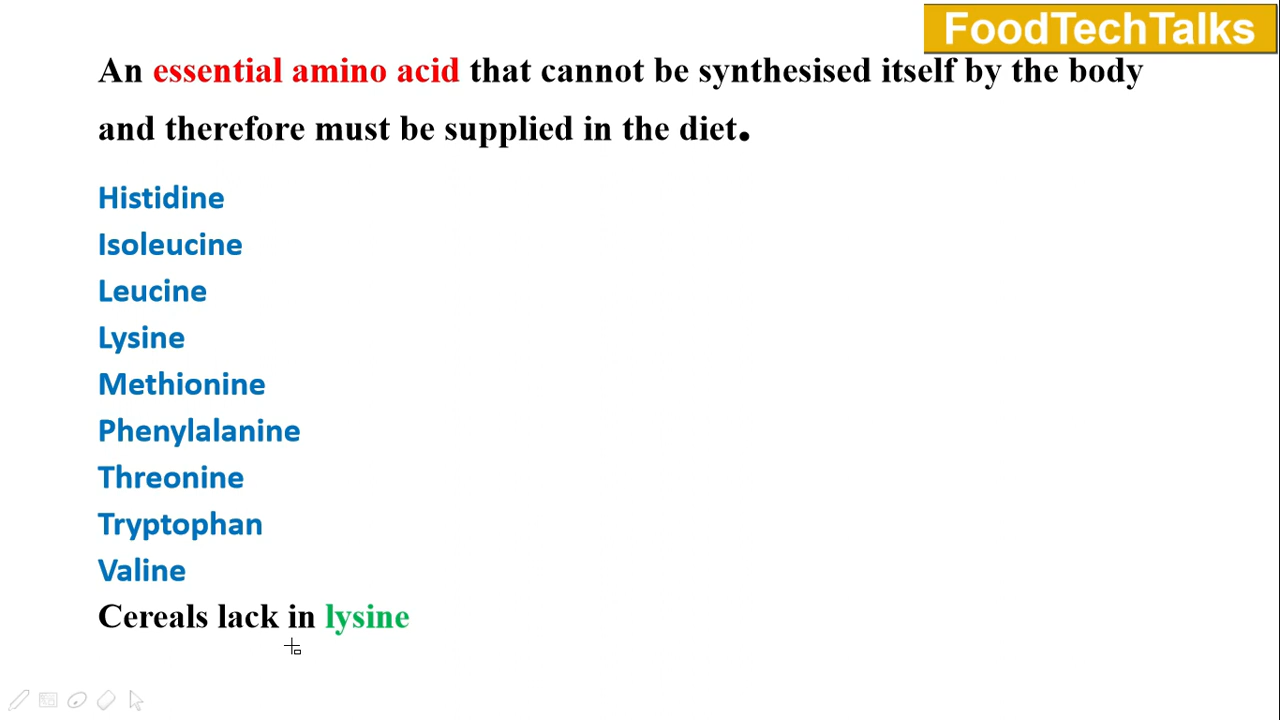 FoodTechTalks
An essential amino acid that cannot be synthesised itself by the body
and therefore must be supplied in the diet.
Histidine
Isoleucine
Leucine
Lysine
Methionine
Phenylalanine
Threonine
Tryptophan
Valine
Cereals lack in lysine